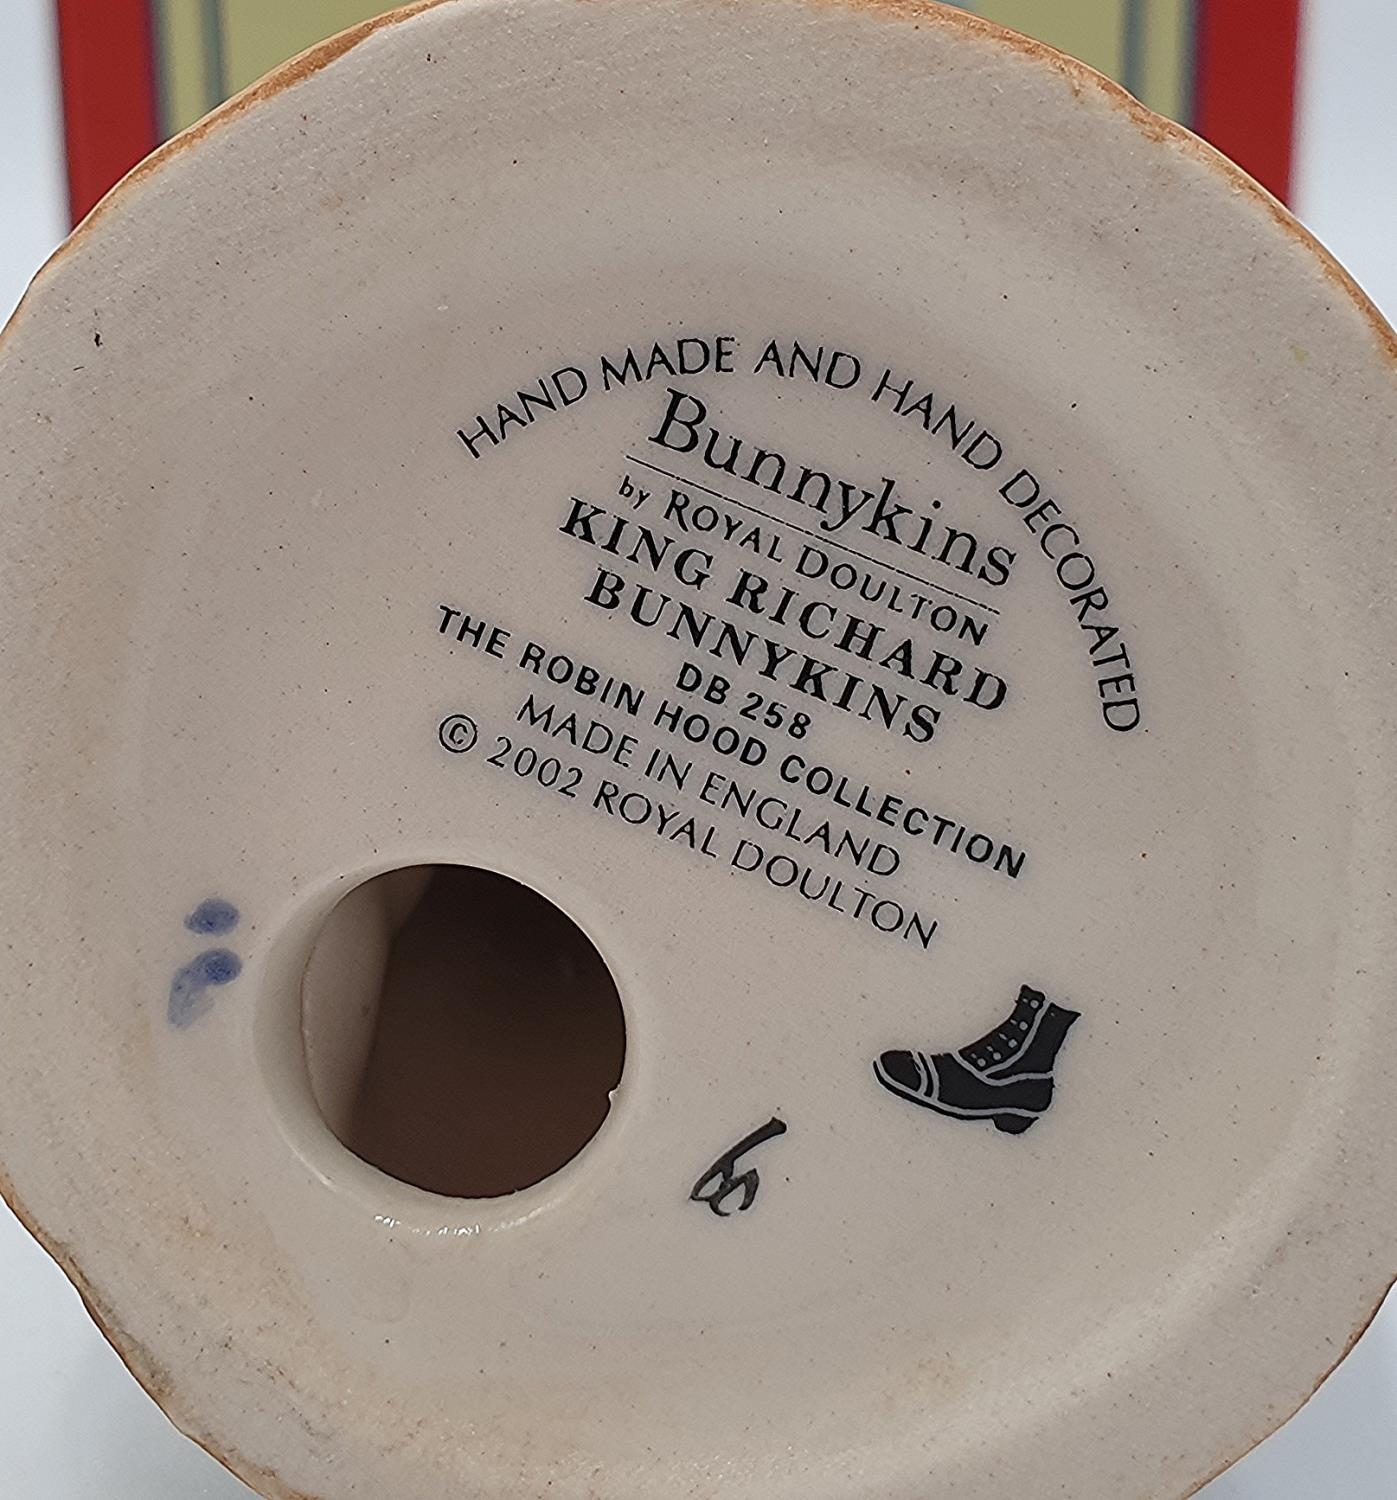 HAND MADE AND HAND DECORATED
Bunnykins
by ROYAL DOULTON
KING RICHARD
BUNNYKINS
DB 258
THE ROBIN HOOD COLLECTION
MADE IN ENGLAND
© 2002 ROYAL DOULTON